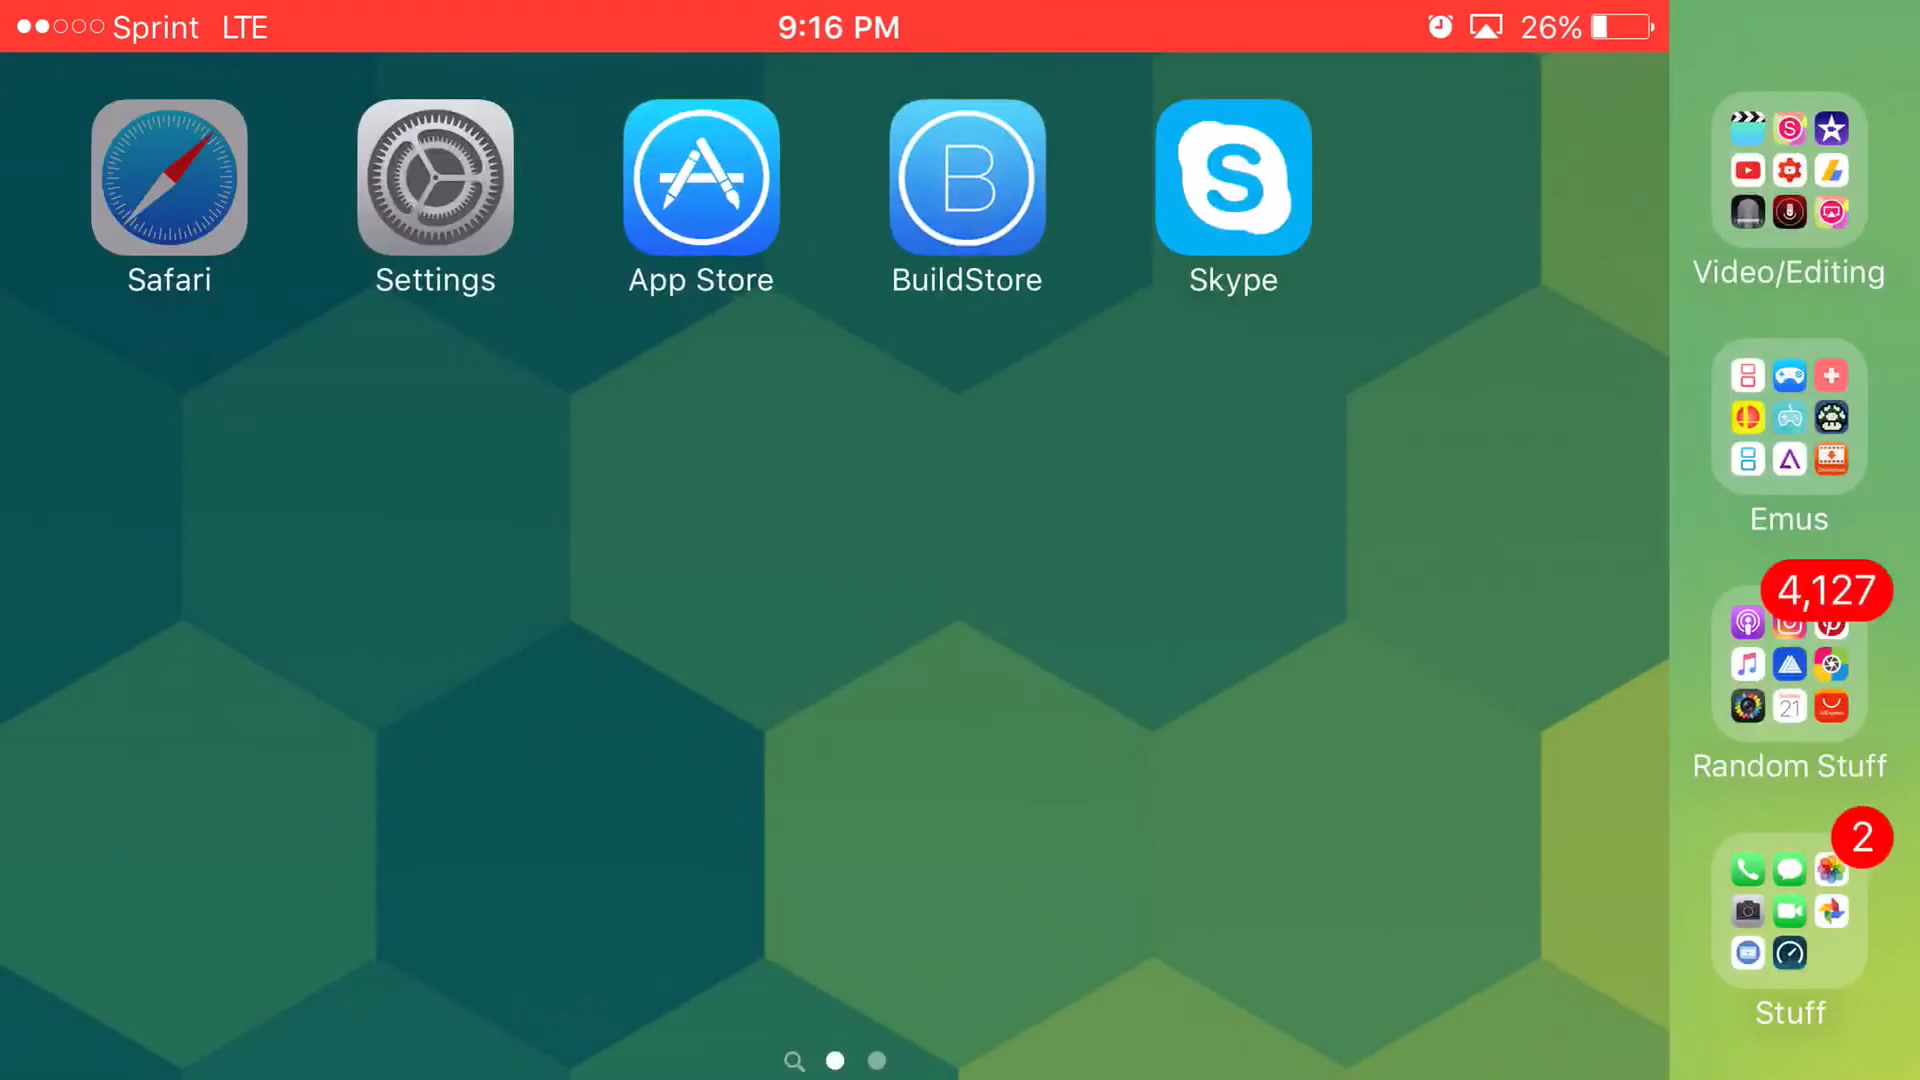 Sprint LTE
9:16 PM
26%
Safari
Settings
App Store
BuildStore
Skype
Video/Editing
Emus
4,127
21
Random Stuff
2
Stuff